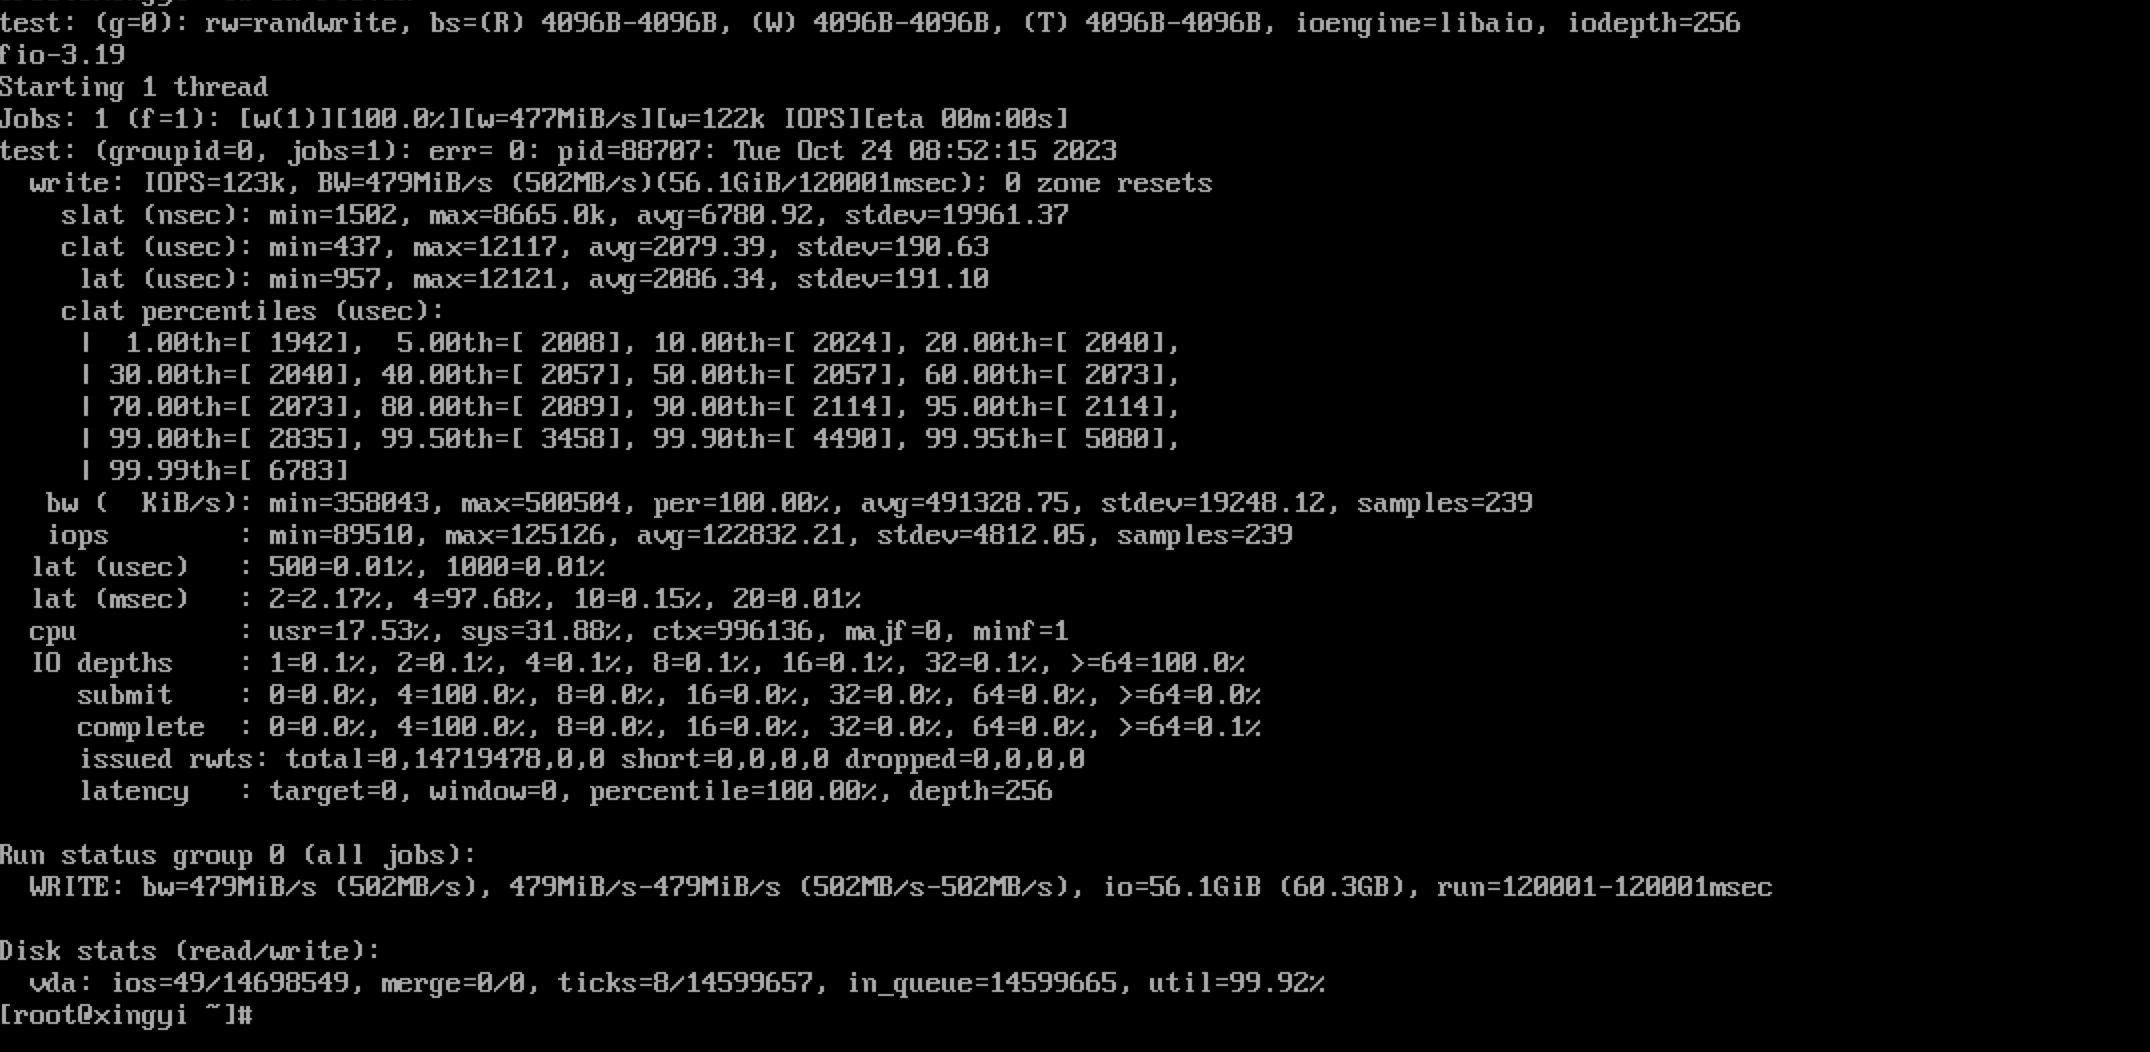 test: (g=0): rw=randwrite, bs=(R) 4096B-4096B, (W) 4096B-4096B, (T) 4096B-4096B, ioengine=libaio, iodepth=256
fio-3.19
Starting 1 thread
Jobs: 1 (f=1): [w(1)][100.0%][w=477MiB/s][w=122k IOPS][eta 00m:00s]
test: (groupid=0, jobs=1): err= 0: pid=88707: Tue Oct 24 08:52:15 2023
  write: IOPS=123k, BW=479MiB/s (502MB/s)(56.1GiB/120001msec); 0 zone resets
    slat (nsec): min=1502, max=8665.0k, avg=6780.92, stdev=19961.37
    clat (usec): min=437, max=12117, avg=2079.39, stdev=190.63
     lat (usec): min=957, max=12121, avg=2086.34, stdev=191.10
    clat percentiles (usec):
     |  1.00th=[ 1942],  5.00th=[ 2008], 10.00th=[ 2024], 20.00th=[ 2040],
     | 30.00th=[ 2040], 40.00th=[ 2057], 50.00th=[ 2057], 60.00th=[ 2073],
     | 70.00th=[ 2073], 80.00th=[ 2089], 90.00th=[ 2114], 95.00th=[ 2114],
     | 99.00th=[ 2835], 99.50th=[ 3458], 99.90th=[ 4490], 99.95th=[ 5080],
     | 99.99th=[ 6783]
   bw (  KiB/s): min=358043, max=500504, per=100.00%, avg=491328.75, stdev=19248.12, samples=239
   iops        : min=89510, max=125126, avg=122832.21, stdev=4812.05, samples=239
  lat (usec)   : 500=0.01%, 1000=0.01%
  lat (msec)   : 2=2.17%, 4=97.68%, 10=0.15%, 20=0.01%
  cpu          : usr=17.53%, sys=31.88%, ctx=996136, majf=0, minf=1
  IO depths    : 1=0.1%, 2=0.1%, 4=0.1%, 8=0.1%, 16=0.1%, 32=0.1%, >=64=100.0%
     submit    : 0=0.0%, 4=100.0%, 8=0.0%, 16=0.0%, 32=0.0%, 64=0.0%, >=64=0.0%
     complete  : 0=0.0%, 4=100.0%, 8=0.0%, 16=0.0%, 32=0.0%, 64=0.0%, >=64=0.1%
     issued rwts: total=0,14719478,0,0 short=0,0,0,0 dropped=0,0,0,0
     latency   : target=0, window=0, percentile=100.00%, depth=256

Run status group 0 (all jobs):
  WRITE: bw=479MiB/s (502MB/s), 479MiB/s-479MiB/s (502MB/s-502MB/s), io=56.1GiB (60.3GB), run=120001-120001msec

Disk stats (read/write):
  vda: ios=49/14698549, merge=0/0, ticks=8/14599657, in_queue=14599665, util=99.92%
[root@xingyi ~]#